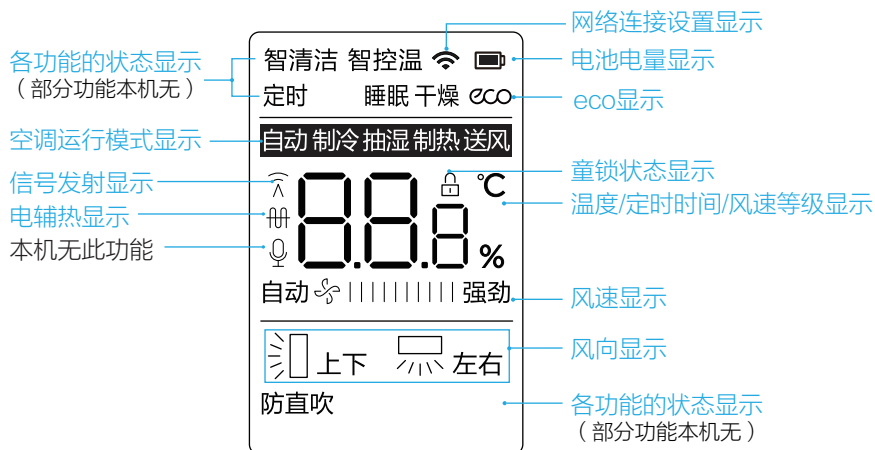 网络连接设置显示
各功能的状态显示
（部分功能本机无）
智清洁 智控温
电池电量显示
定时 睡眠 干燥 eco
eco显示
空调运行模式显示
自动 制冷 抽湿 制热 送风
信号发射显示
童锁状态显示
℃
温度/定时时间/风速等级显示
电辅热显示
88.8
本机无此功能
%
自动 强劲
风速显示
上下 左右
风向显示
防直吹
各功能的状态显示
（部分功能本机无）